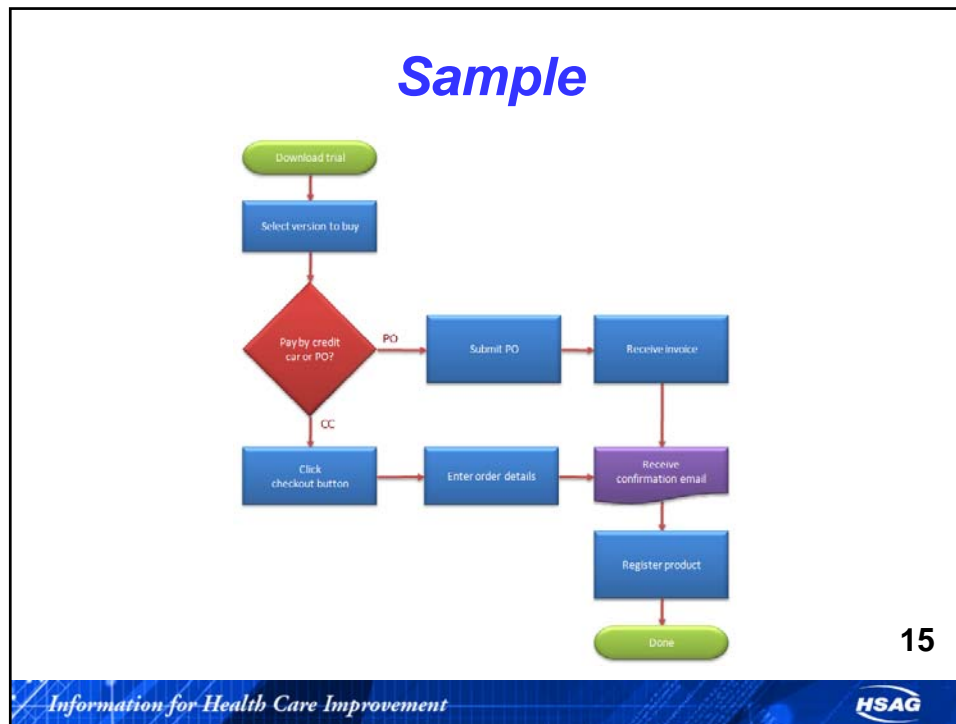 Sample
Download trial
Select version to buy
Pay by credit
car or PO?
PO
Submit PO
Receive invoice
CC
Click
checkout button
Enter order details
Receive
confirmation email
Register product
Done
15
Information for Health Care Improvement
HSAG